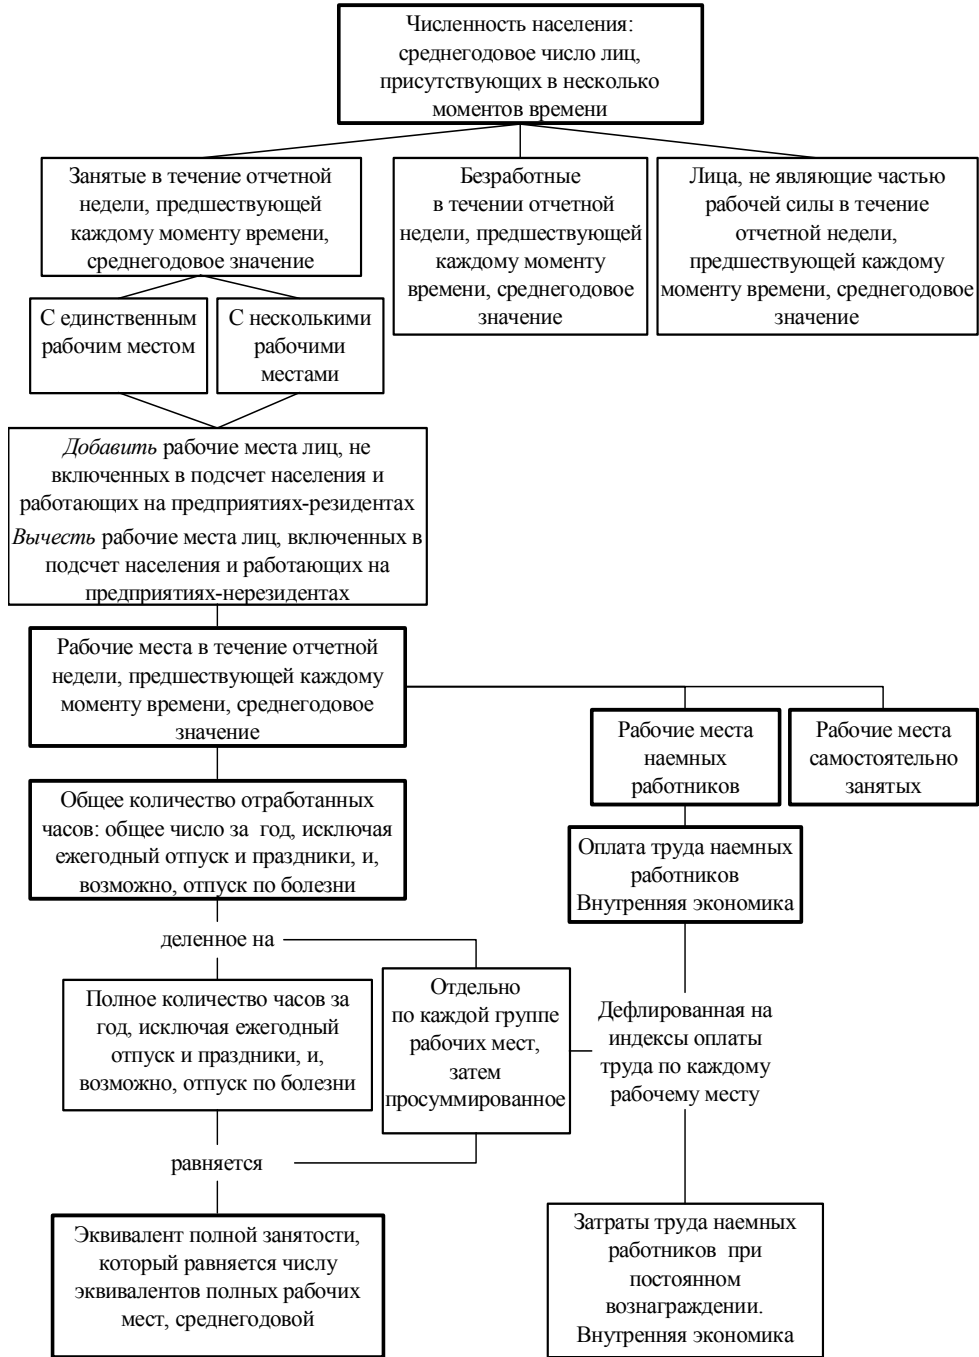 Численность населения:
среднегодовое число лиц,
присутствующих в несколько
моментов времени
Занятые в течение отчетной
недели, предшествующей
каждому моменту времени,
среднегодовое значение
Безработные
в течении отчетной
недели, предшествующей
каждому моменту
времени, среднегодовое
значение
Лица, не являющие частью
рабочей силы в течение
отчетной недели,
предшествующей каждому
моменту времени, среднегодовое
значение
С единственным
рабочим местом
С несколькими
рабочими
местами
Добавить рабочие места лиц, не
включенных в подсчет населения и
работающих на предприятиях-резидентах
Вычесть рабочие места лиц, включенных в
подсчет населения и работающих на
предприятиях-нерезидентах
Рабочие места в течение отчетной
недели, предшествующей каждому
моменту времени, среднегодовое
значение
Рабочие места
наемных
работников
Рабочие места
самостоятельно
занятых
Общее количество отработанных
часов: общее число за год, исключая
ежегодный отпуск и праздники, и,
возможно, отпуск по болезни
Оплата труда наемных
работников
Внутренняя экономика
деленное на
Полное количество часов за
год, исключая ежегодный
отпуск и праздники, и,
возможно, отпуск по болезни
Отдельно
по каждой группе
рабочих мест,
затем
просуммированное
Дефлированная на
индексы оплаты
труда по каждому
рабочему месту
равняется
Эквивалент полной занятости,
который равняется числу
эквивалентов полных рабочих
мест, среднегодовой
Затраты труда наемных
работников при
постоянном
вознаграждении.
Внутренняя экономика